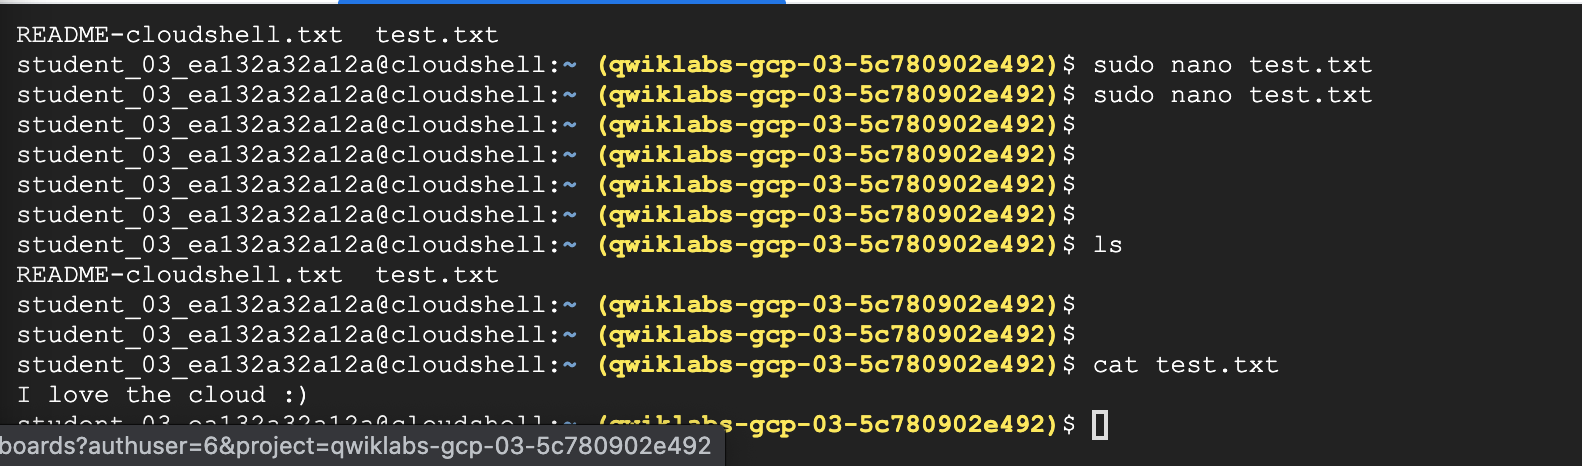 README-cloudshell.txt  test.txt
student_03_ea132a32a12a@cloudshell:~ (qwiklabs-gcp-03-5c780902e492)$ sudo nano test.txt
student_03_ea132a32a12a@cloudshell:~ (qwiklabs-gcp-03-5c780902e492)$ sudo nano test.txt
student_03_ea132a32a12a@cloudshell:~ (qwiklabs-gcp-03-5c780902e492)$
student_03_ea132a32a12a@cloudshell:~ (qwiklabs-gcp-03-5c780902e492)$
student_03_ea132a32a12a@cloudshell:~ (qwiklabs-gcp-03-5c780902e492)$
student_03_ea132a32a12a@cloudshell:~ (qwiklabs-gcp-03-5c780902e492)$
student_03_ea132a32a12a@cloudshell:~ (qwiklabs-gcp-03-5c780902e492)$ ls
README-cloudshell.txt  test.txt
student_03_ea132a32a12a@cloudshell:~ (qwiklabs-gcp-03-5c780902e492)$
student_03_ea132a32a12a@cloudshell:~ (qwiklabs-gcp-03-5c780902e492)$
student_03_ea132a32a12a@cloudshell:~ (qwiklabs-gcp-03-5c780902e492)$ cat test.txt
I love the cloud :)
student_03_ea132a32a12a@cloudshell:~ (qwiklabs-gcp-03-5c780902e492)$
boards?authuser=6&project=qwiklabs-gcp-03-5c780902e492